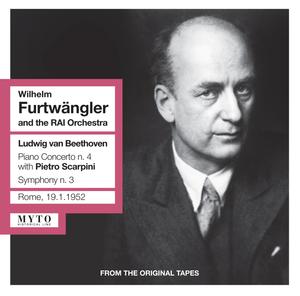 Wilhelm
Furtwängler
and the RAI Orchestra
Ludwig van Beethoven
Piano Concerto n. 4
with Pietro Scarpini
Symphony n. 3
Rome, 19.1.1952
MYTO
HISTORICAL LINE
FROM THE ORIGINAL TAPES